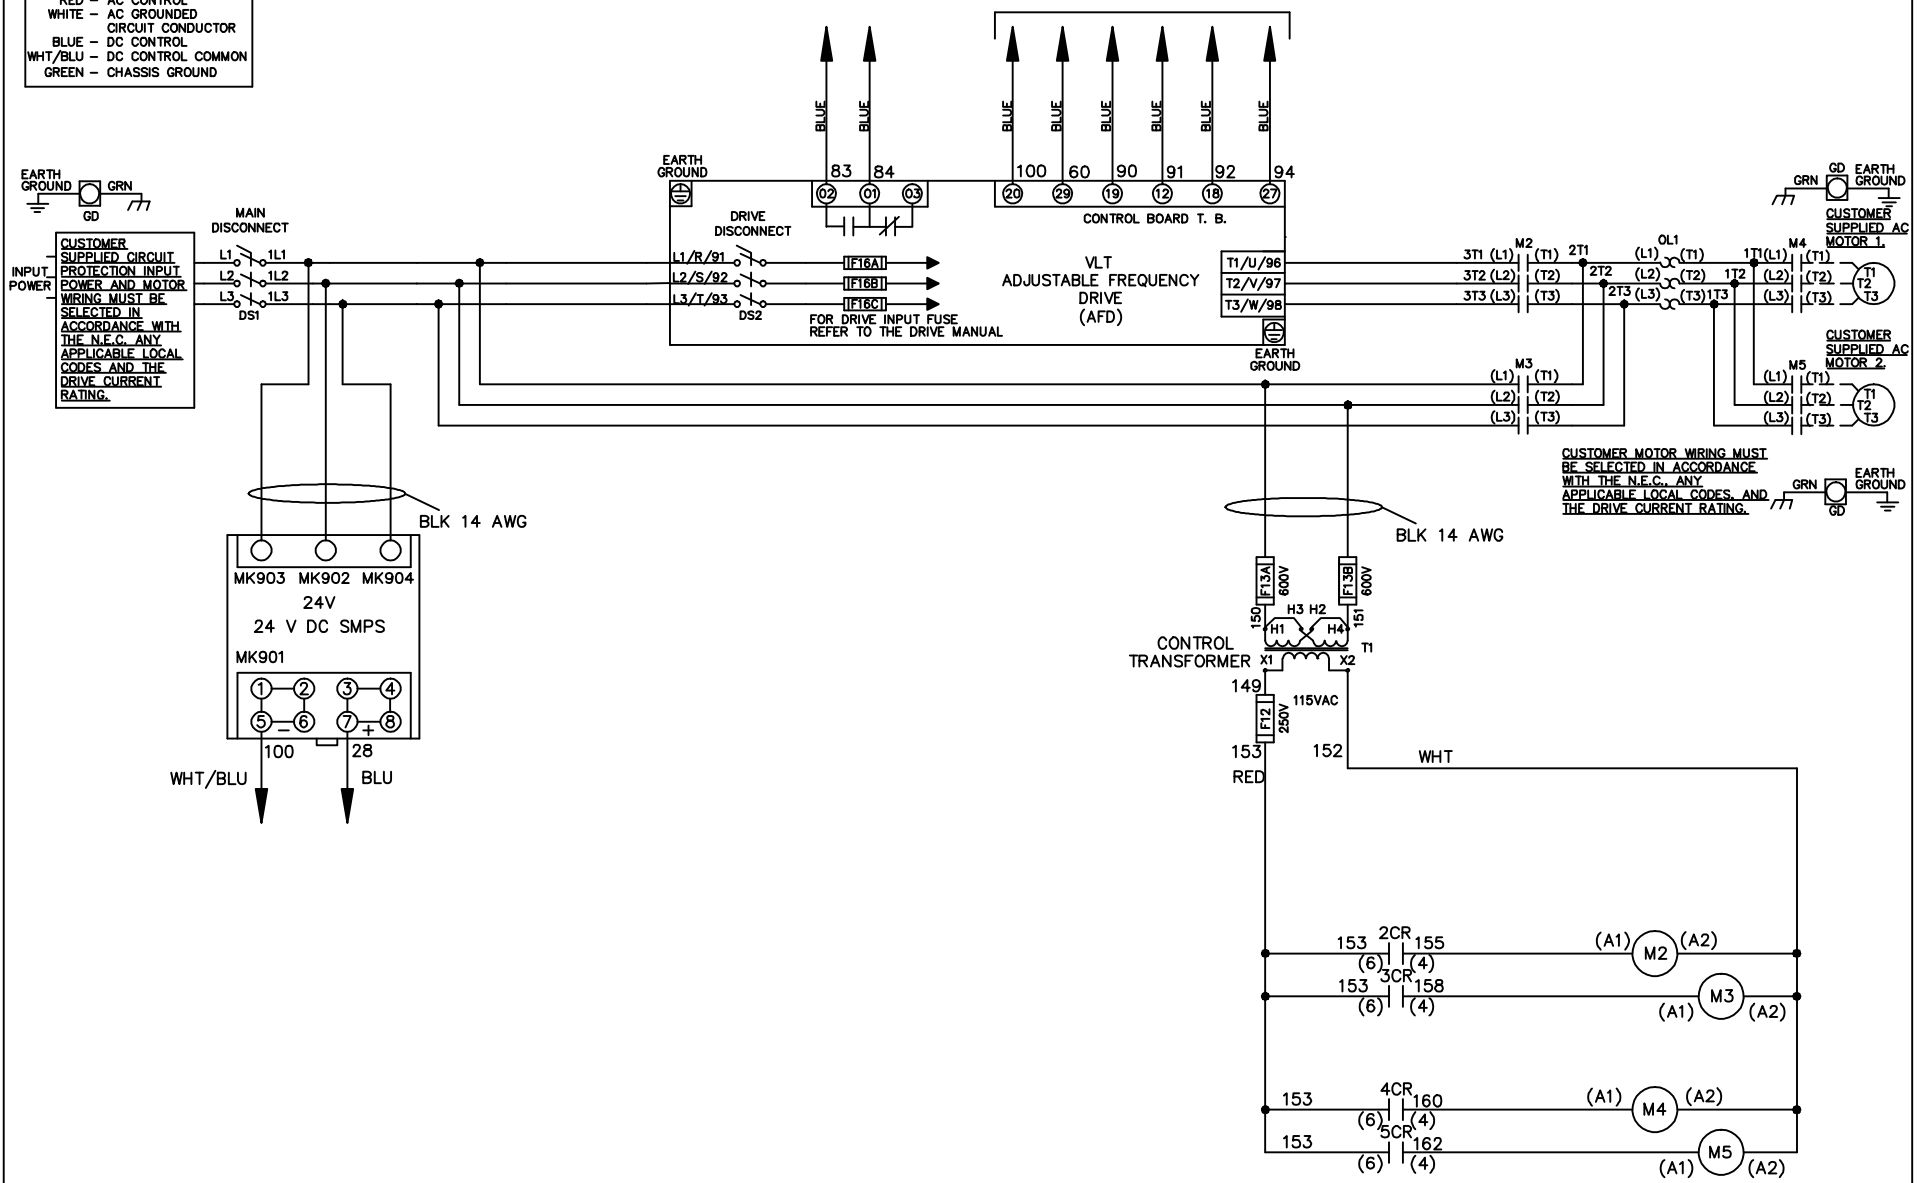 RED – AC CONTROL
WHITE – AC GROUNDED
CIRCUIT CONDUCTOR
BLUE – DC CONTROL
WHT/BLU – DC CONTROL COMMON
GREEN – CHASSIS GROUND
BLUE
BLUE
BLUE
BLUE
BLUE
BLUE
BLUE
BLUE
EARTH
GROUND
GRN
GD
MAIN
DISCONNECT
L1
1L1
L2
1L2
L3
1L3
DS1
INPUT
POWER
CUSTOMER
SUPPLIED CIRCUIT
PROTECTION INPUT
POWER AND MOTOR
WIRING MUST BE
SELECTED IN
ACCORDANCE WITH
THE N.E.C. ANY
APPLICABLE LOCAL
CODES AND THE
DRIVE CURRENT
RATING.
EARTH
GROUND
83
84
02
01
03
100
60
90
91
92
94
20
29
19
12
18
27
CONTROL BOARD T. B.
DRIVE
DISCONNECT
L1/R/91
L2/S/92
L3/T/93
DS2
F16A
F16B
F16C
FOR DRIVE INPUT FUSE
REFER TO THE DRIVE MANUAL
VLT
ADJUSTABLE FREQUENCY
DRIVE
(AFD)
T1/U/96
T2/V/97
T3/W/98
EARTH
GROUND
3T1 (L1)
3T2 (L2)
3T3 (L3)
M2
(T1)
(T2)
(T3)
2T1
2T2
2T3
OL1
(L1) (T1)
(L2) (T2)
(L3) (T3)
1T1
1T2
1T3
M4
(L1) (T1)
(L2) (T2)
(L3) (T3)
T1
T2
T3
GRN
GD
EARTH
GROUND
CUSTOMER
SUPPLIED AC
MOTOR 1.
M3
(L1) (T1)
(L2) (T2)
(L3) (T3)
CUSTOMER
SUPPLIED AC
MOTOR 2.
M5
(L1) (T1)
(L2) (T2)
(L3) (T3)
T1
T2
T3
CUSTOMER MOTOR WIRING MUST
BE SELECTED IN ACCORDANCE
WITH THE N.E.C., ANY
APPLICABLE LOCAL CODES, AND
THE DRIVE CURRENT RATING.
GRN
GD
EARTH
GROUND
BLK 14 AWG
MK903 MK902 MK904
24V
24 V DC SMPS
MK901
1 2 3 4
5 6 7 8
– +
100
28
WHT/BLU
BLU
BLK 14 AWG
F13A
600V
F13B
600V
150
151
H3 H2
H1
H4
T1
CONTROL
TRANSFORMER
X1
X2
149
115VAC
F12
250V
153
152
RED
WHT
153 2CR 155
(6) (4)
(A1) M2 (A2)
153 3CR 158
(6) (4)
(A1) M3 (A2)
153 4CR 160
(6) (4)
(A1) M4 (A2)
153 5CR 162
(6) (4)
(A1) M5 (A2)